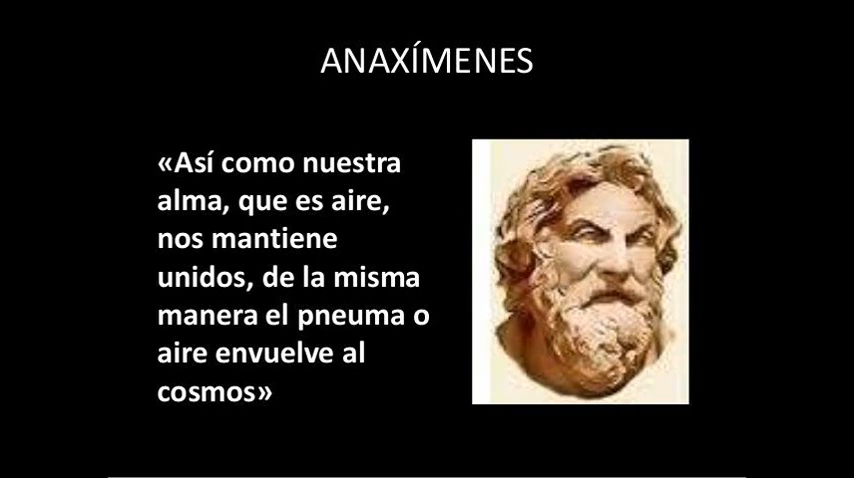 ANAXÍMENES
«Así como nuestra
alma, que es aire,
nos mantiene
unidos, de la misma
manera el pneuma o
aire envuelve al
cosmos»